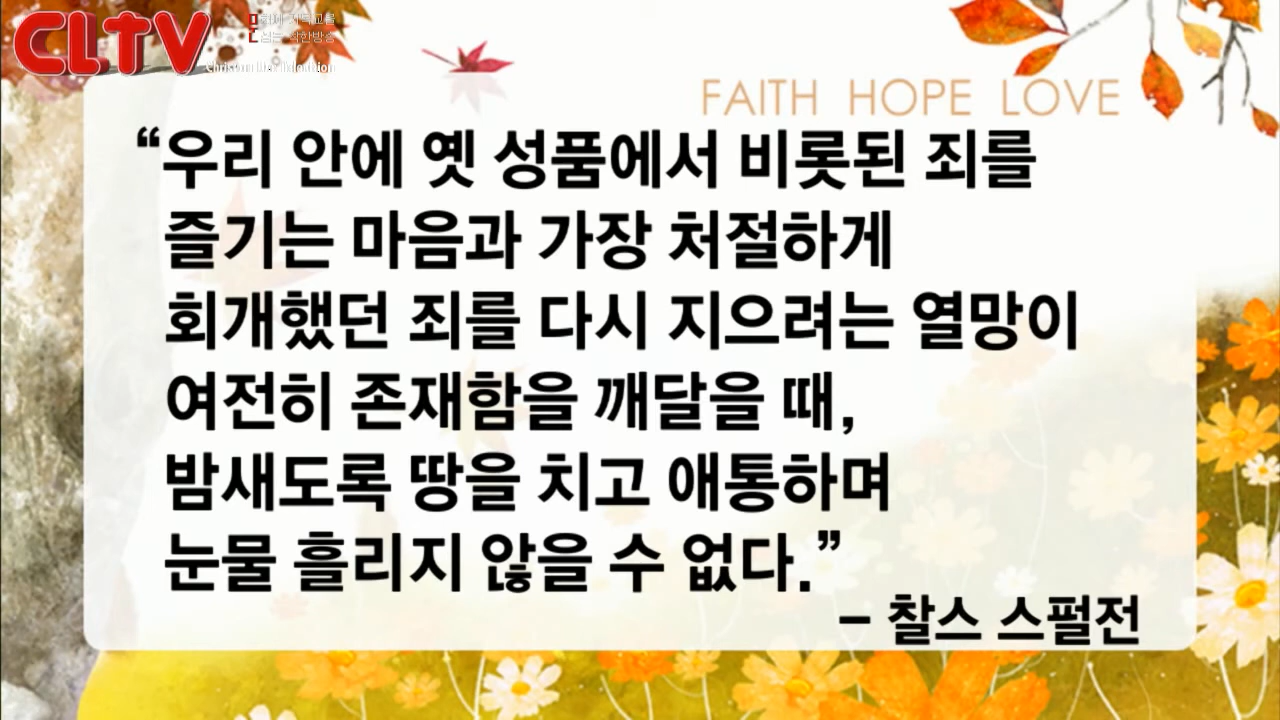 CLTV
FAITH HOPE LOVE
“우리 안에 옛 성품에서 비롯된 죄를
즐기는 마음과 가장 처절하게
회개했던 죄를 다시 지으려는 열망이
여전히 존재함을 깨달을 때,
밤새도록 땅을 치고 애통하며
눈물 흘리지 않을 수 없다.”
- 찰스 스펄전